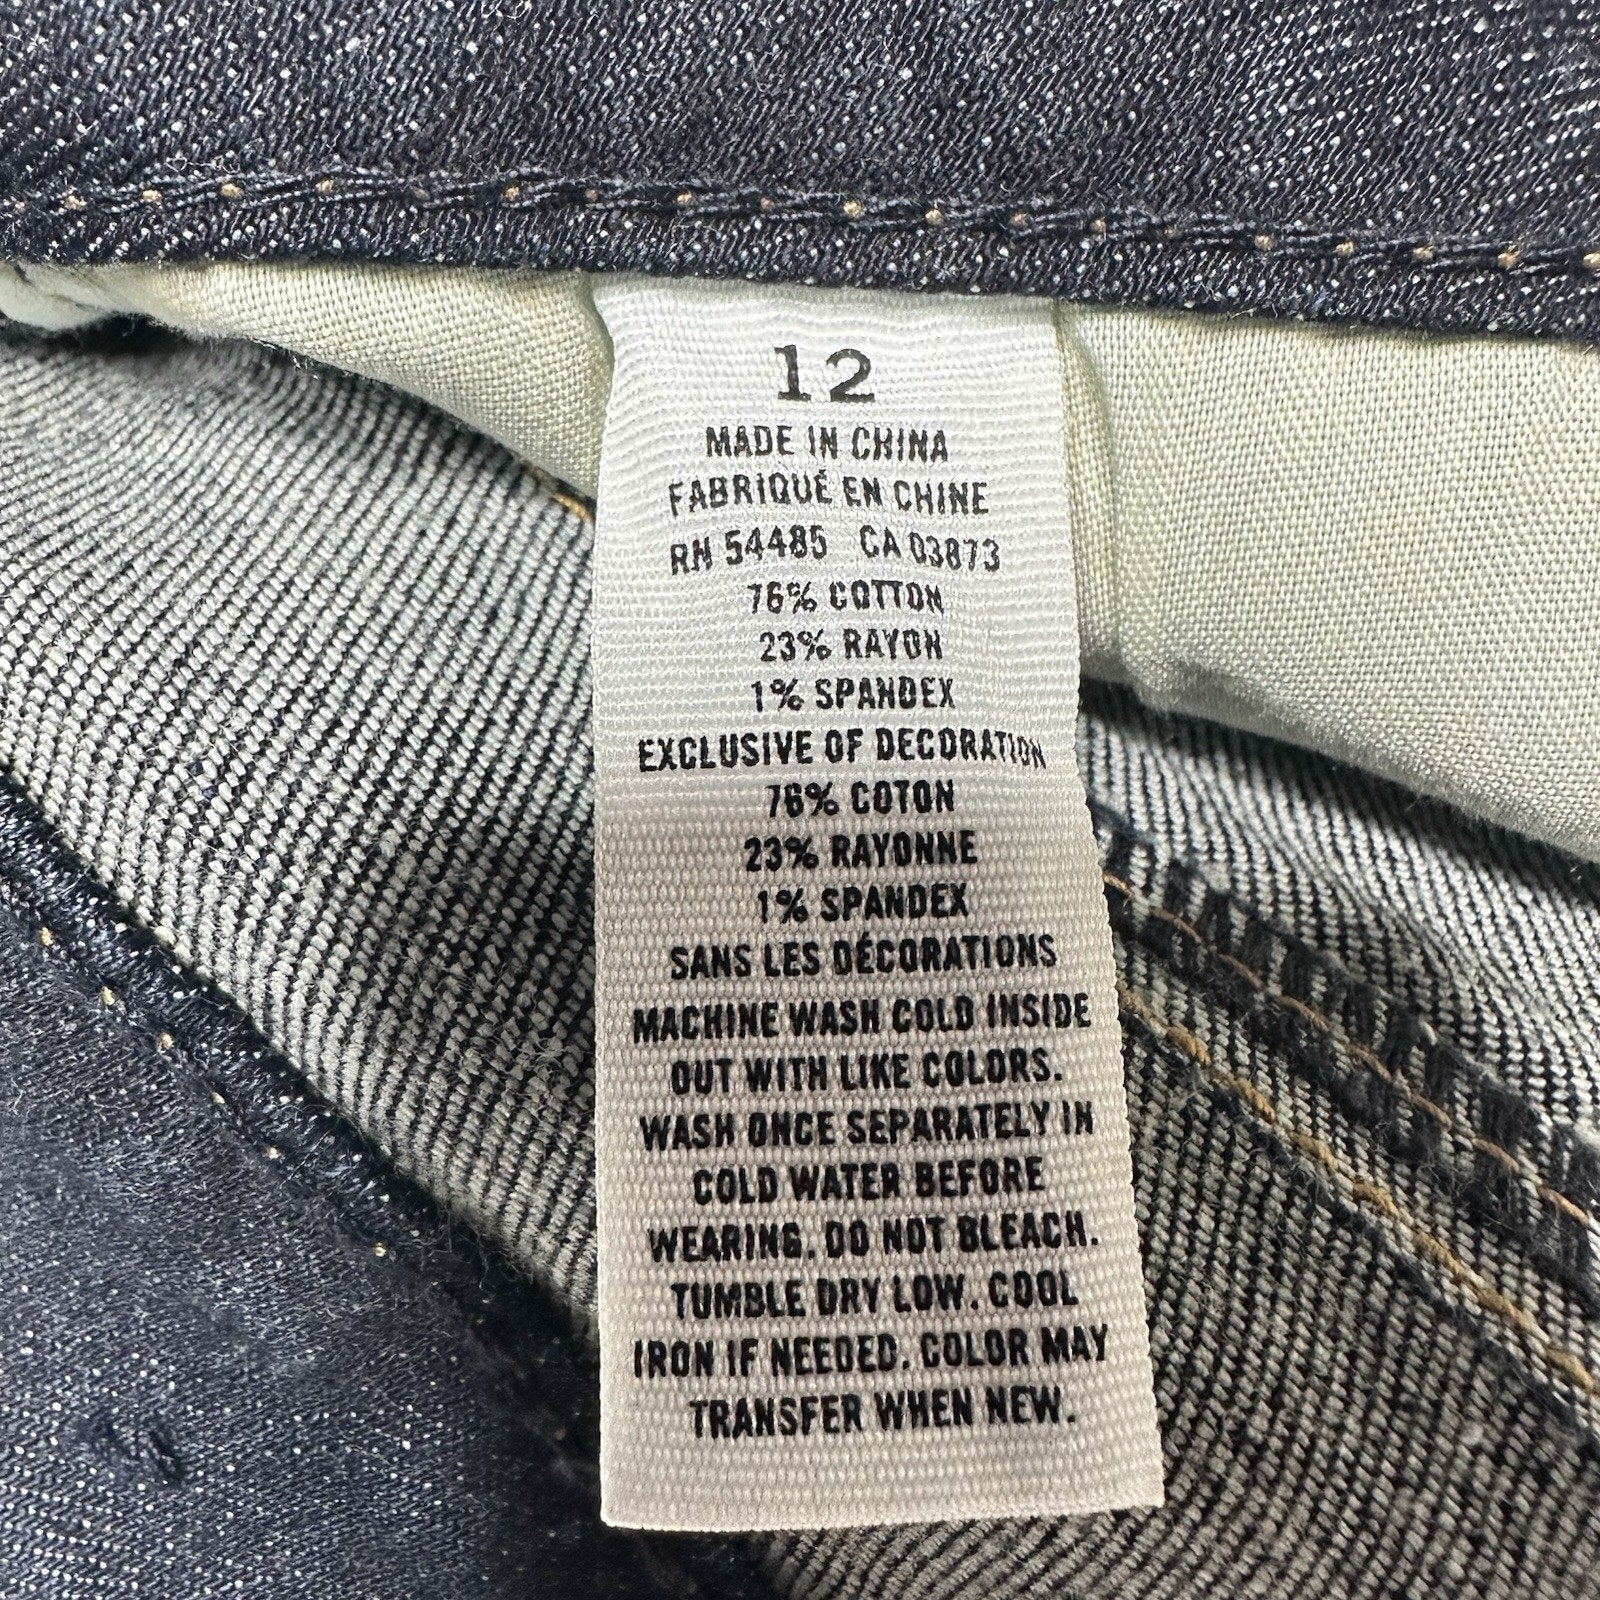 12
MADE IN CHINA
FABRIQUÉ EN CHINE
RN 54485 CA 03873
76% COTTON
23% RAYON
1% SPANDEX
EXCLUSIVE OF DECORATION
76% COTON
23% RAYONNE
1% SPANDEX
SANS LES DÉCORATIONS
MACHINE WASH COLD INSIDE
OUT WITH LIKE COLORS.
WASH ONCE SEPARATELY IN
COLD WATER BEFORE
WEARING. DO NOT BLEACH.
TUMBLE DRY LOW. COOL
IRON IF NEEDED. COLOR MAY
TRANSFER WHEN NEW.